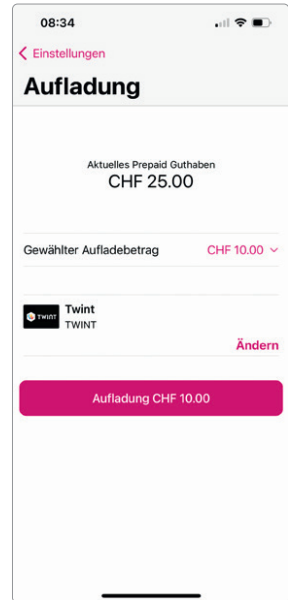 08:34
Einstellungen
Aufladung
Aktuelles Prepaid Guthaben
CHF 25.00
Gewählter Aufladebetrag CHF 10.00
TWINT Twint
TWINT
Ändern
Aufladung CHF 10.00